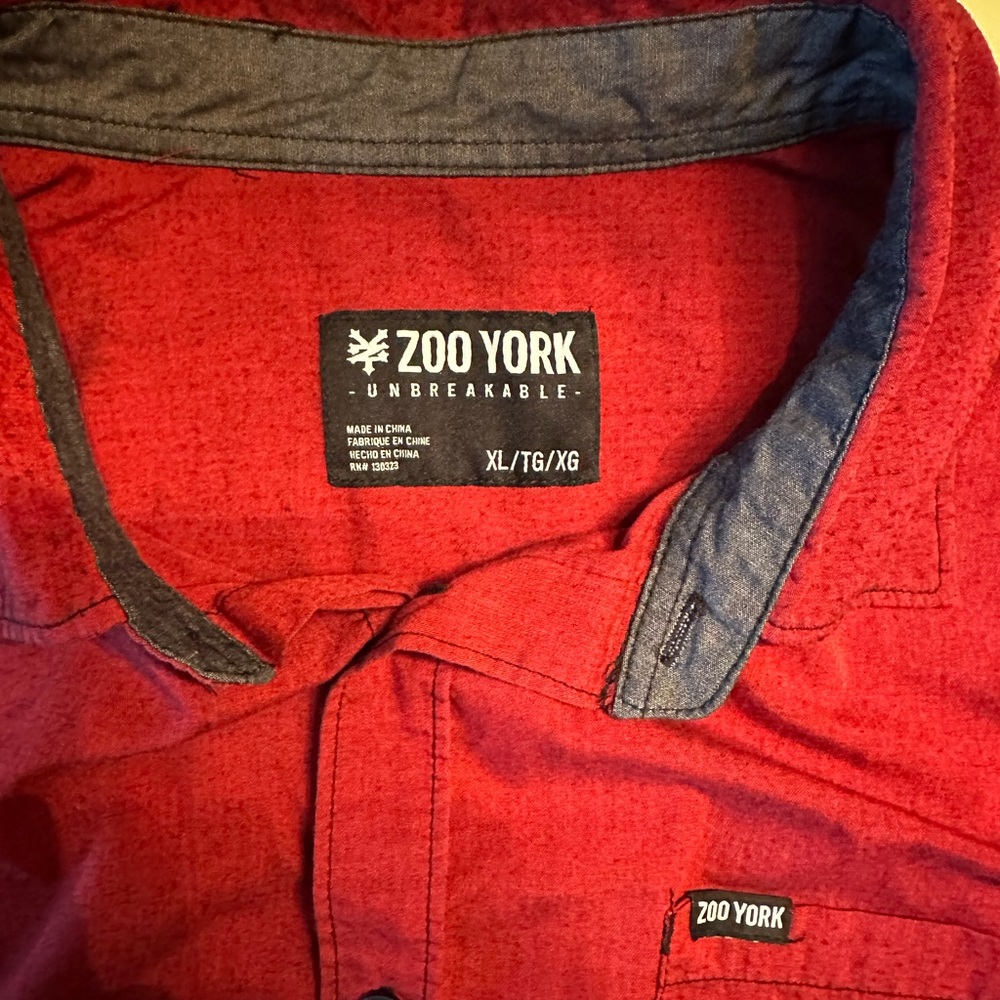 ZOO YORK
-UNBREAKABLE-
MADE IN CHINA
FABRIQUE EN CHINE
HECHO EN CHINA
RN# 130323
XL/TG/XG
ZOO YORK